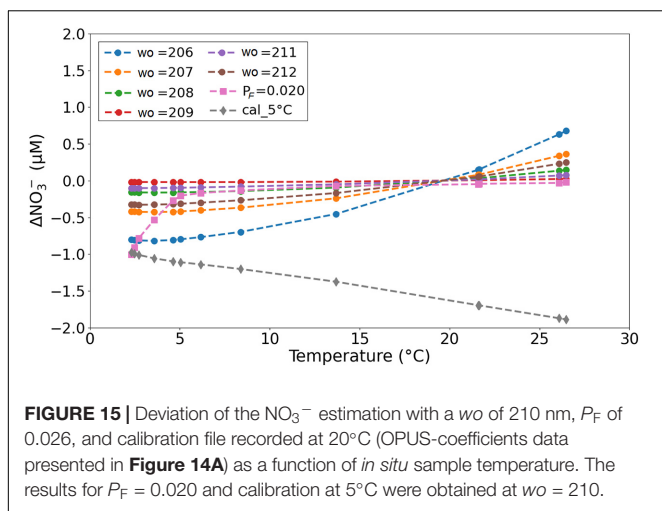 2.0
1.5
1.0
0.5
0.0
−0.5
−1.0
−1.5
−2.0
ΔNO₃⁻ (μM)
wo =206
wo =207
wo =208
wo =209
wo =211
wo =212
P_F=0.020
cal_5°C
0 5 10 15 20 25 30
Temperature (°C)
FIGURE 15 | Deviation of the NO₃⁻ estimation with a wo of 210 nm, P_F of
0.026, and calibration file recorded at 20°C (OPUS-coefficients data
presented in Figure 14A) as a function of in situ sample temperature. The
results for P_F = 0.020 and calibration at 5°C were obtained at wo = 210.